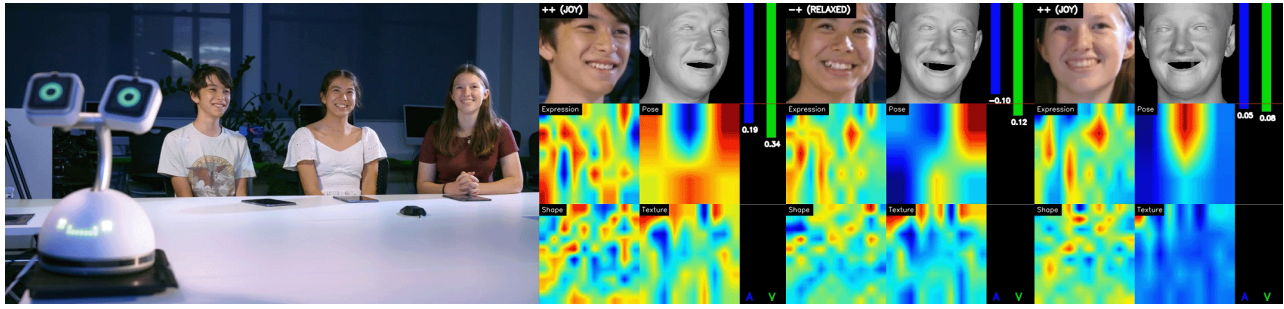 ++ (JOY)
0.19
0.34
Expression
Pose
Shape
Texture
A V
−+ (RELAXED)
−0.10
0.12
Expression
Pose
Shape
Texture
A V
++ (JOY)
0.05
0.08
Expression
Pose
Shape
Texture
A V